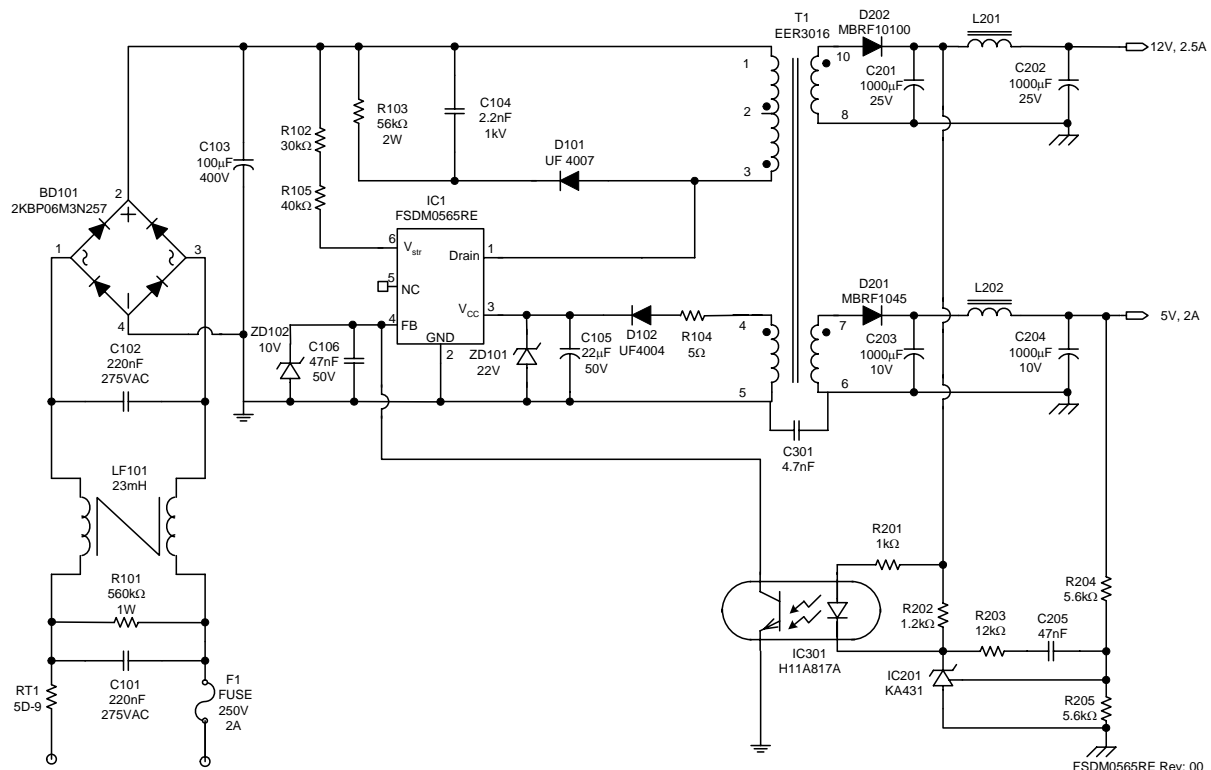 T1
EER3016
D202
MBRF10100
L201
12V, 2.5A
1
2
3
10
8
C201
1000μF
25V
C202
1000μF
25V
C104
2.2nF
1kV
R103
56kΩ
2W
R102
30kΩ
C103
100μF
400V
D101
UF 4007
R105
40kΩ
BD101
2KBP06M3N257
2
1
3
4
IC1
FSDM0565RE
6
Vstr
Drain
1
5
NC
4
FB
VCC
3
GND
2
ZD102
10V
C106
47nF
50V
ZD101
22V
C105
22μF
50V
D102
UF4004
R104
5Ω
4
5
7
6
D201
MBRF1045
L202
5V, 2A
C203
1000μF
10V
C204
1000μF
10V
C102
220nF
275VAC
C301
4.7nF
LF101
23mH
R101
560kΩ
1W
C101
220nF
275VAC
RT1
5D-9
F1
FUSE
250V
2A
R201
1kΩ
R202
1.2kΩ
R203
12kΩ
C205
47nF
R204
5.6kΩ
IC301
H11A817A
IC201
KA431
R205
5.6kΩ
FSDM0565RE Rev: 00